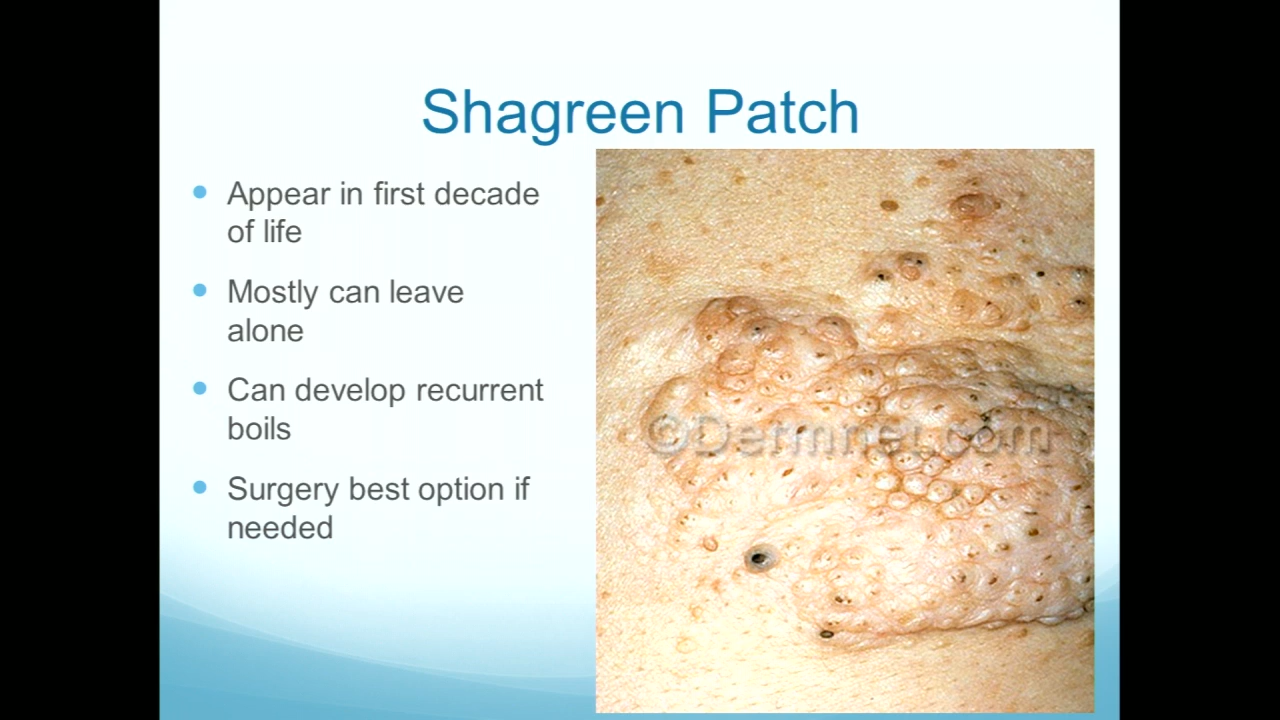 Shagreen Patch
Appear in first decade
of life
Mostly can leave
alone
Can develop recurrent
boils
Surgery best option if
needed
©Dermnet.com